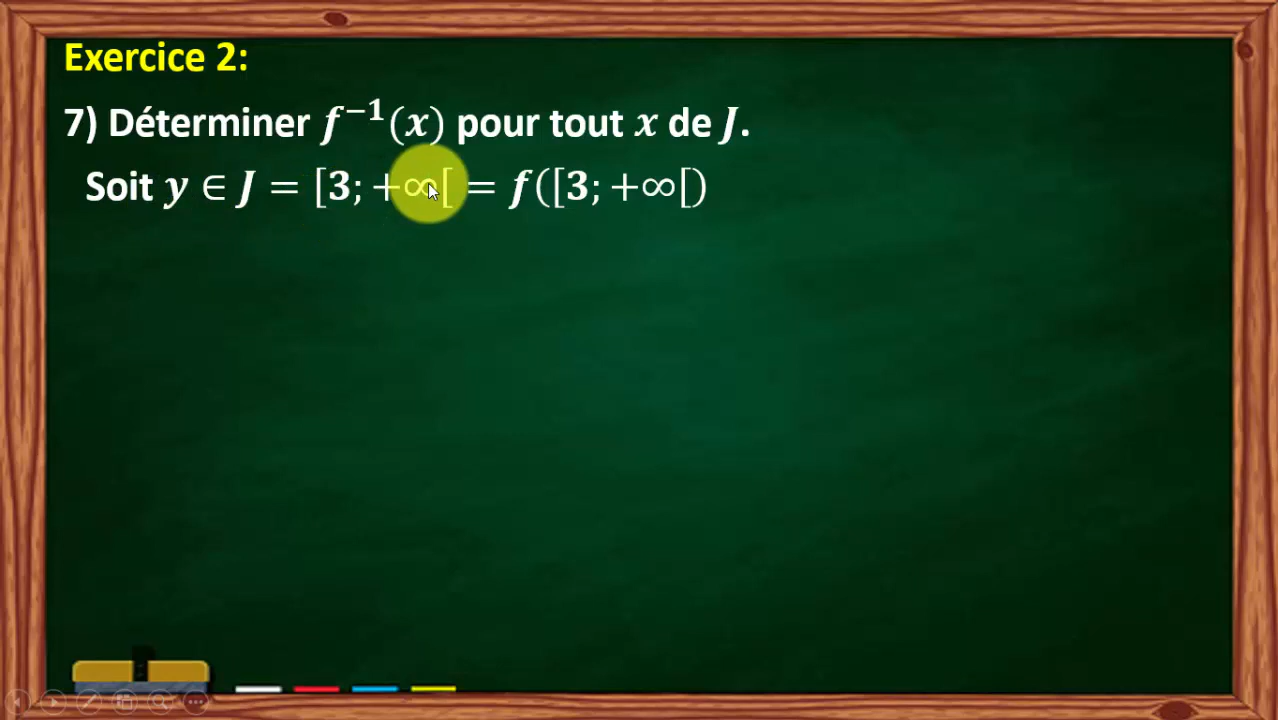 Exercice 2:
7) Déterminer f⁻¹(x) pour tout x de J.
Soit y ∈ J = [3; +∞[ = f([3; +∞[)